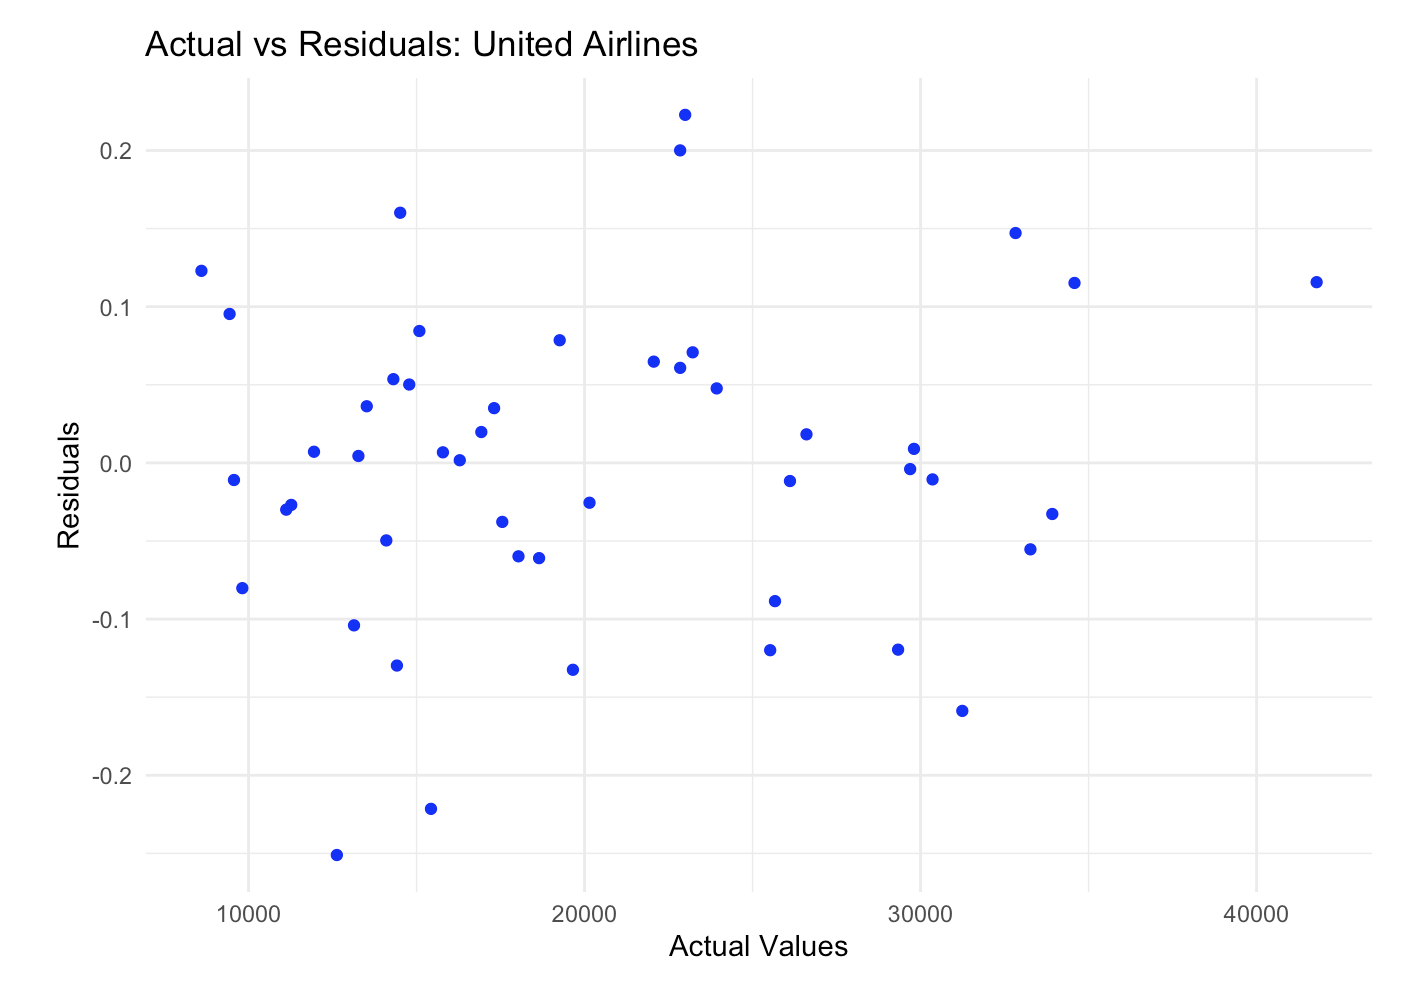 Actual vs Residuals: United Airlines
0.2
0.1
0.0
-0.1
-0.2
Residuals
10000 20000 30000 40000
Actual Values